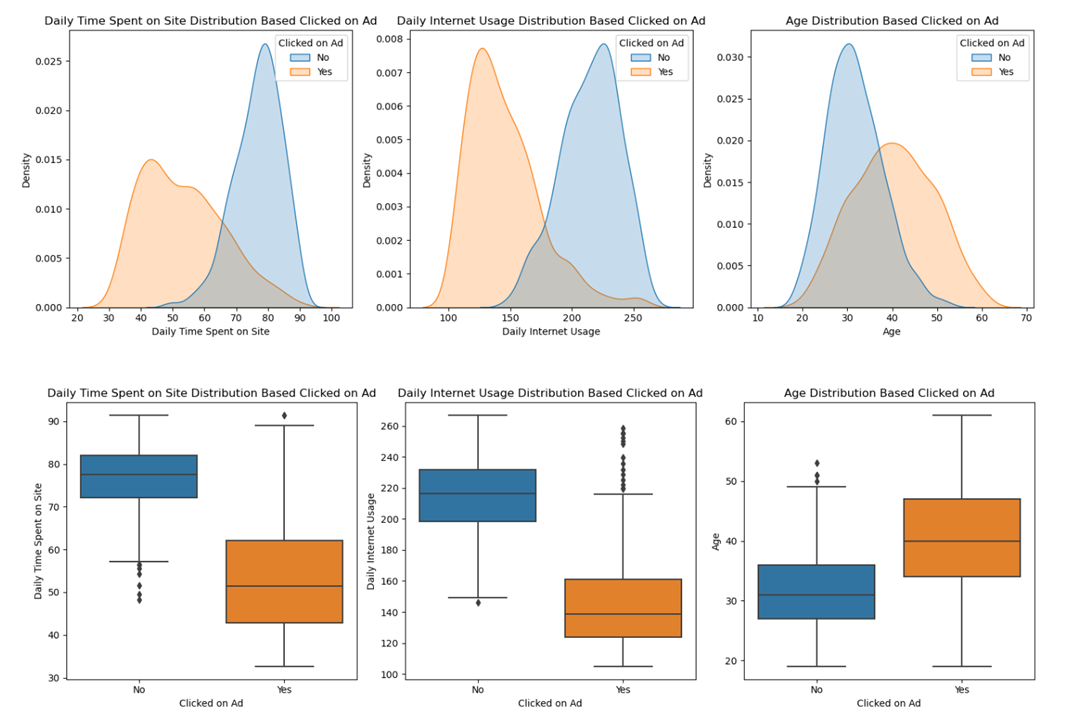 Daily Time Spent on Site Distribution Based Clicked on Ad
Clicked on Ad
No
Yes
0.025
0.020
0.015
0.010
0.005
0.000
Density
20 30 40 50 60 70 80 90 100
Daily Time Spent on Site
Daily Internet Usage Distribution Based Clicked on Ad
Clicked on Ad
No
Yes
0.008
0.007
0.006
0.005
0.004
0.003
0.002
0.001
0.000
Density
100 150 200 250
Daily Internet Usage
Age Distribution Based Clicked on Ad
Clicked on Ad
No
Yes
0.030
0.025
0.020
0.015
0.010
0.005
0.000
Density
10 20 30 40 50 60 70
Age
Daily Time Spent on Site Distribution Based Clicked on Ad
90
80
70
60
50
40
30
Daily Time Spent on Site
No Yes
Clicked on Ad
Daily Internet Usage Distribution Based Clicked on Ad
260
240
220
200
180
160
140
120
100
Daily Internet Usage
No Yes
Clicked on Ad
Age Distribution Based Clicked on Ad
60
50
40
30
20
Age
No Yes
Clicked on Ad